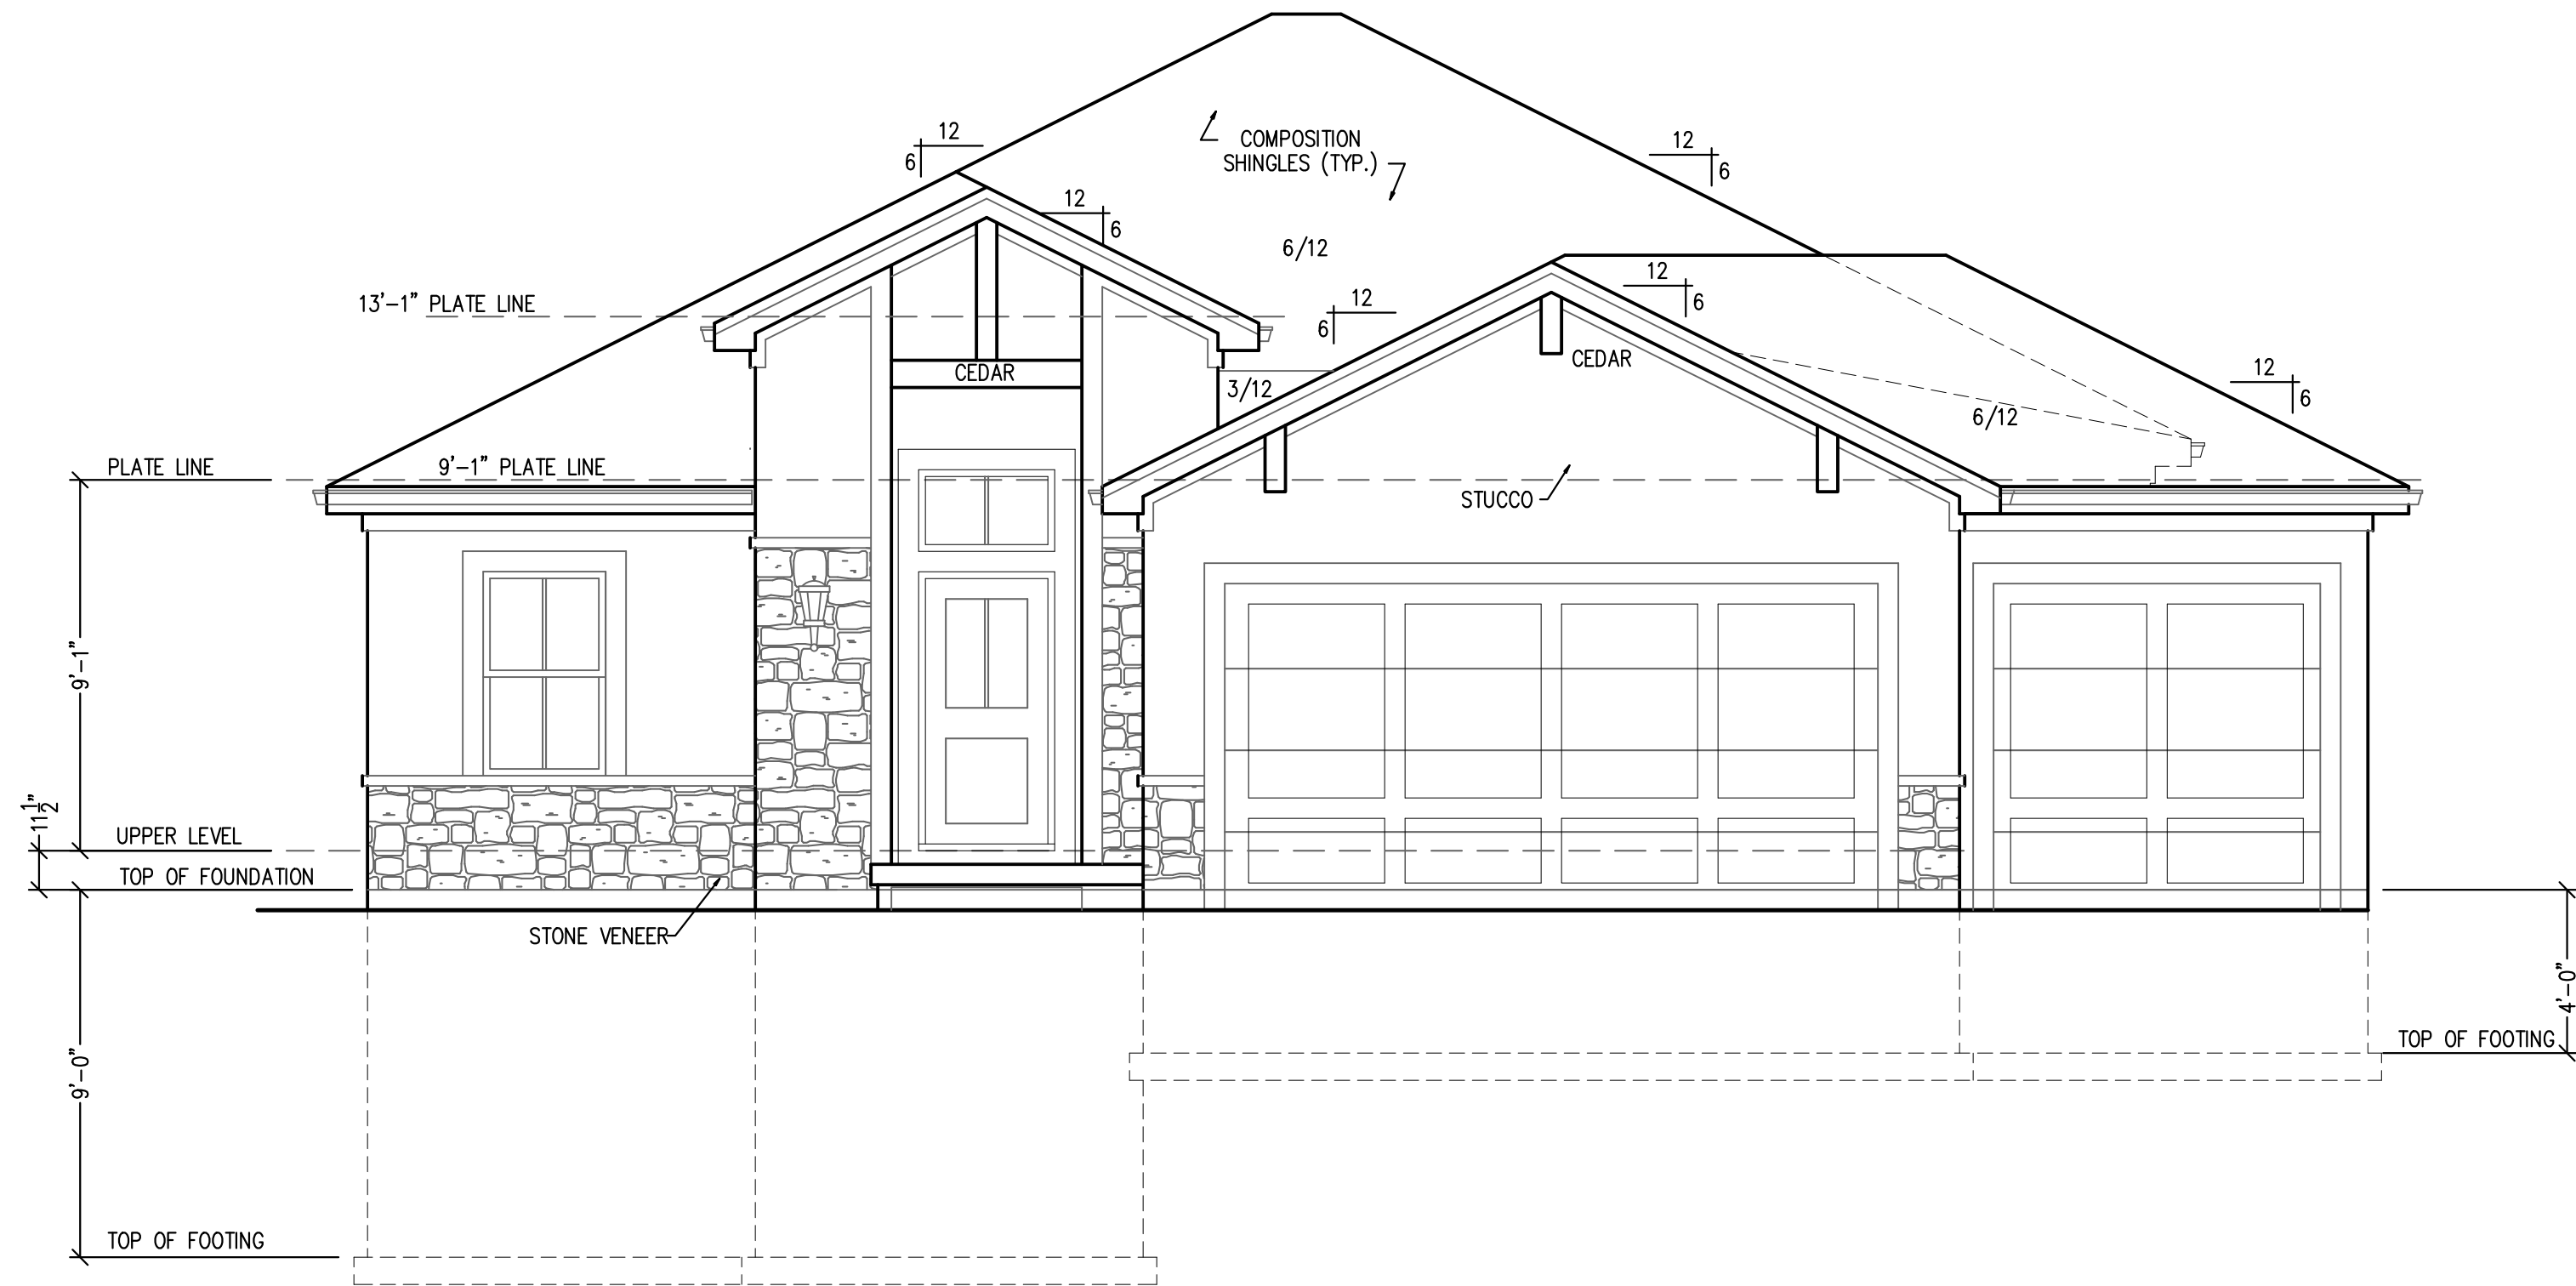 12
6
COMPOSITION
SHINGLES (TYP.)
12
6
12
6
6/12
12
6
13'-1" PLATE LINE
12
6
CEDAR
CEDAR
3/12
12
6
6/12
PLATE LINE
9'-1" PLATE LINE
STUCCO
9'-1"
11 1/2"
UPPER LEVEL
TOP OF FOUNDATION
STONE VENEER
4'-0"
TOP OF FOOTING
9'-0"
TOP OF FOOTING